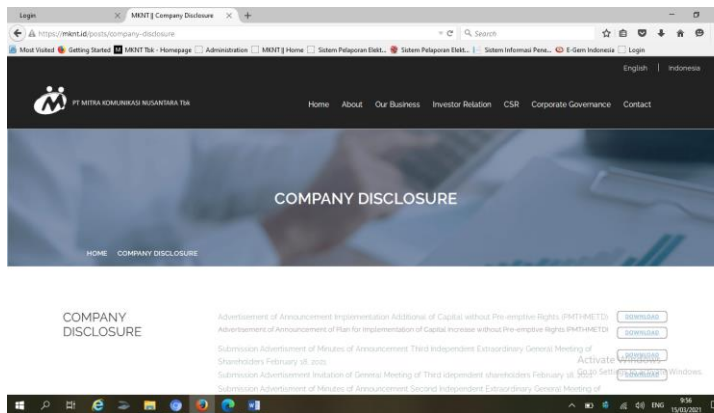 Login
MKNT || Company Disclosure
https://mknt.id/posts/company-disclosure
Search
Most Visited
Getting Started
MKNT Tbk - Homepage
Administration
MKNT || Home
Sistem Pelaporan Elekt...
Sistem Pelaporan Elekt...
Sistem Informasi Pene...
E-Gem Indonesia
Login
English | Indonesia
PT MITRA KOMUNIKASI NUSANTARA Tbk
Home About Our Business Investor Relation CSR Corporate Governance Contact
COMPANY DISCLOSURE
HOME COMPANY DISCLOSURE
COMPANY
DISCLOSURE
Advertisement of Announcement Implementation Additional of Capital without Pre-emptive Rights (PMTHMETD)
DOWNLOAD
Advertisement of Announcement of Plan for Implementation of Capital Increase without Pre-emptive Rights (PMTHMETD)
DOWNLOAD
Submission Advertisment of Minutes of Announcement Third Independent Extraordinary General Meeting of
Shareholders February 18, 2021
DOWNLOAD
Submission Advertisment Invitation of General Meeting of Third Idependent shareholders February 18,
Submission Advertisment of Minutes of Announcement Second Independent Extraordinary General Meeting of
Activate Windows
Go to Settings to activate Windows.
ENG
9:56
15/03/2021